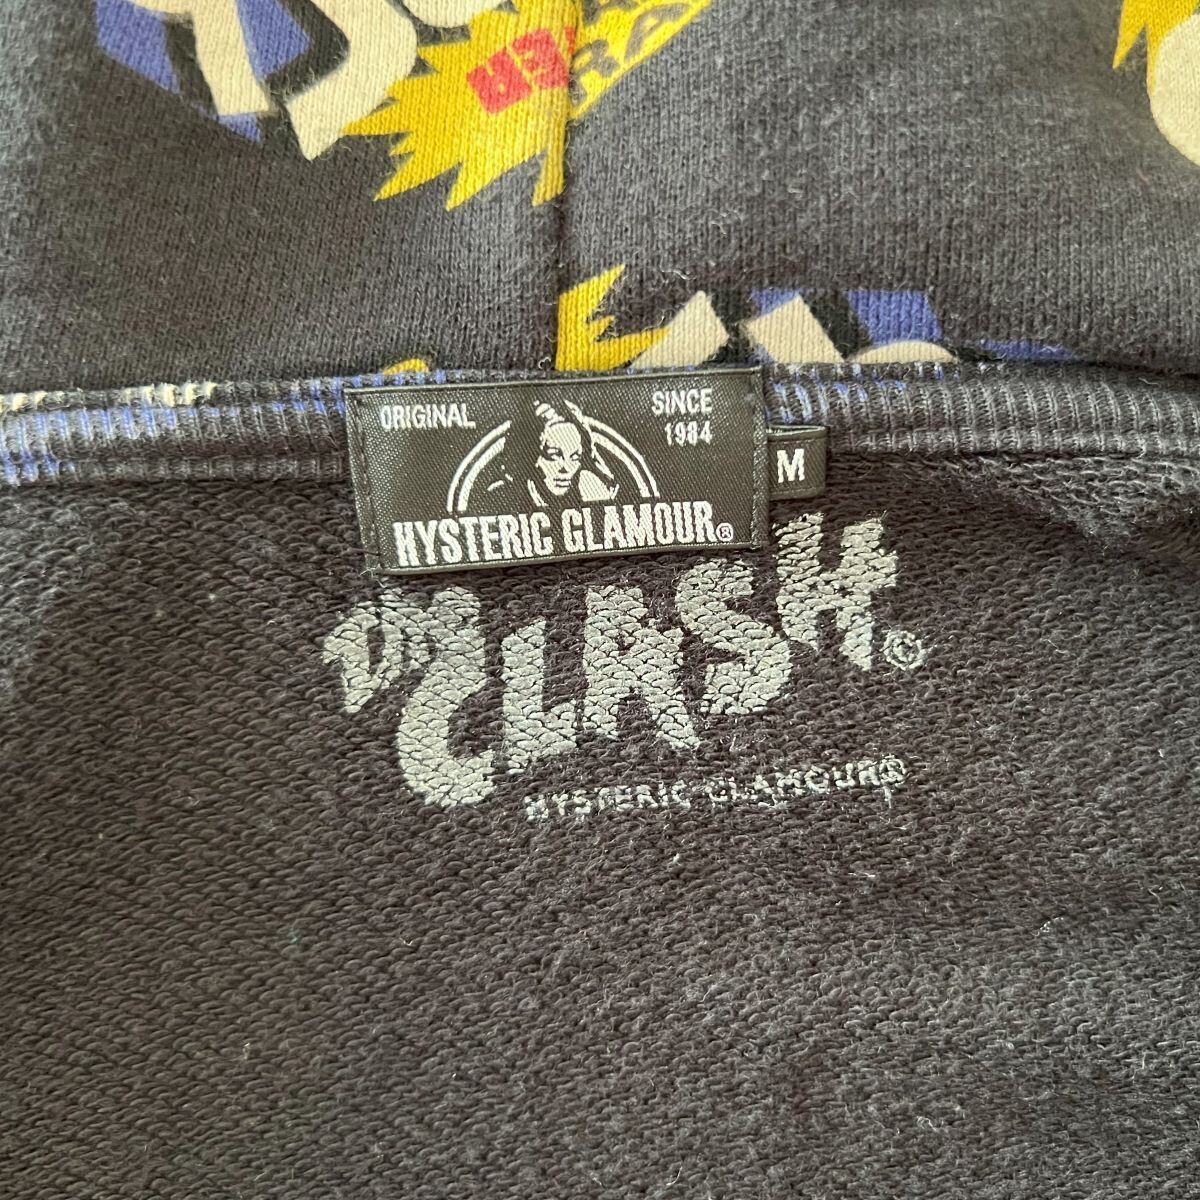 ORIGINAL
SINCE
1984
HYSTERIC GLAMOUR®
M
CLASH©
HYSTERIC GLAMOUR®